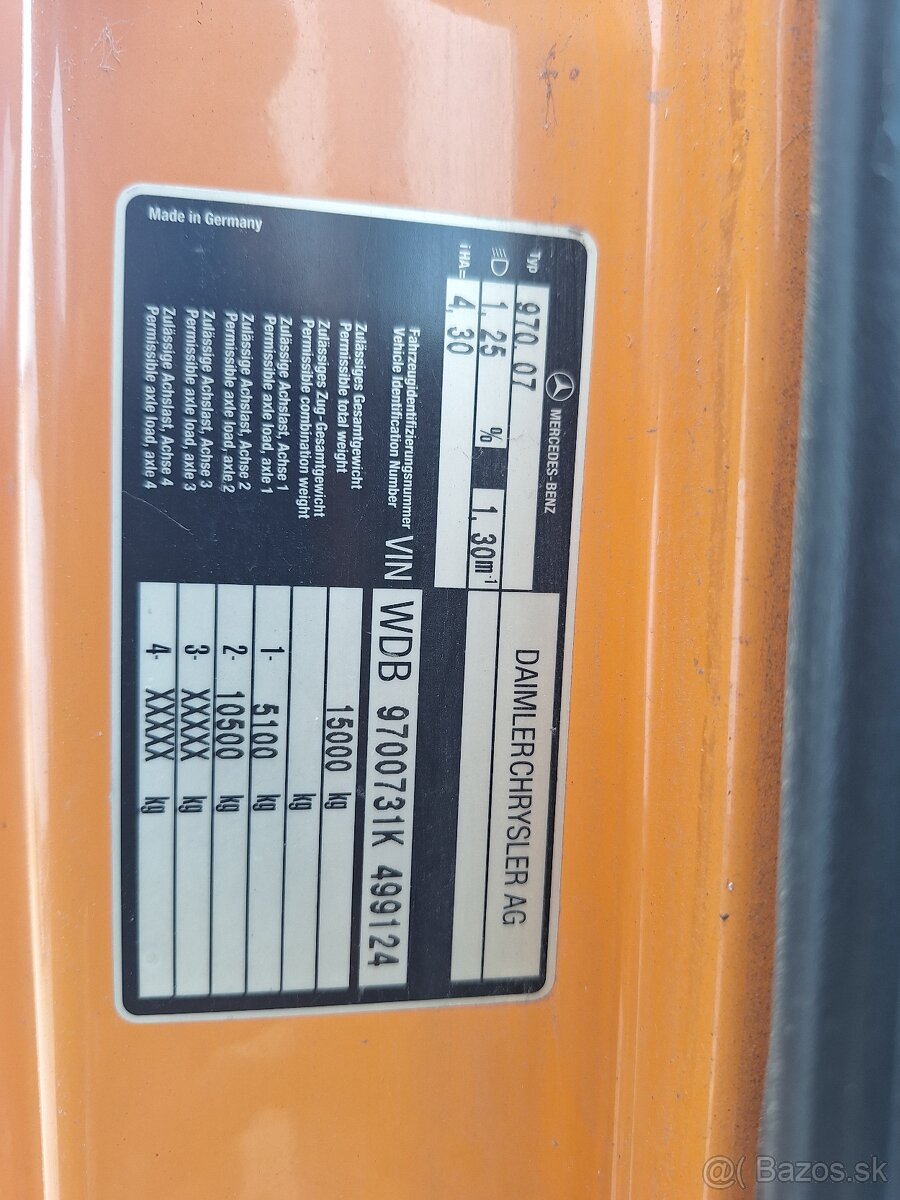 MERCEDES-BENZ
DAIMLERCHRYSLER AG
Typ 970.07
1,25 % 1,30m⁻¹
iHA= 4,30
Fahrzeugidentifizierungsnummer
Vehicle Identification Number VIN WDB 9700731K 499124
Zulässiges Gesamtgewicht
Permissible total weight 15000 kg
Zulässiges Zug-Gesamtgewicht
Permissible combination weight kg
Zulässige Achslast, Achse 1
Permissible axle load, axle 1 1- 5100 kg
Zulässige Achslast, Achse 2
Permissible axle load, axle 2 2- 10500 kg
Zulässige Achslast, Achse 3
Permissible axle load, axle 3 3- XXXXX kg
Zulässige Achslast, Achse 4
Permissible axle load, axle 4 4- XXXXX kg
Made in Germany
@( Bazos.sk